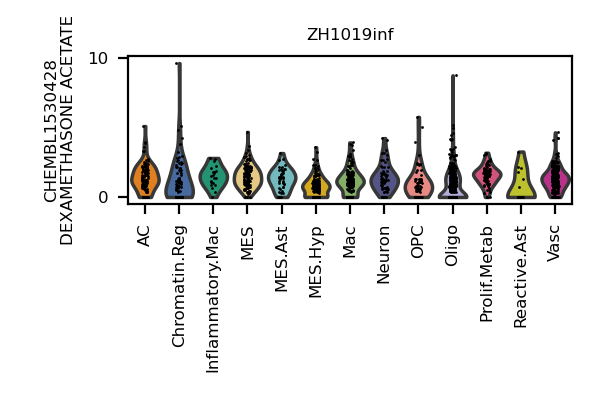 ZH1019inf
CHEMBL1530428
DEXAMETHASONE ACETATE
10
0
AC
Chromatin.Reg
Inflammatory.Mac
MES
MES.Ast
MES.Hyp
Mac
Neuron
OPC
Oligo
Prolif.Metab
Reactive.Ast
Vasc